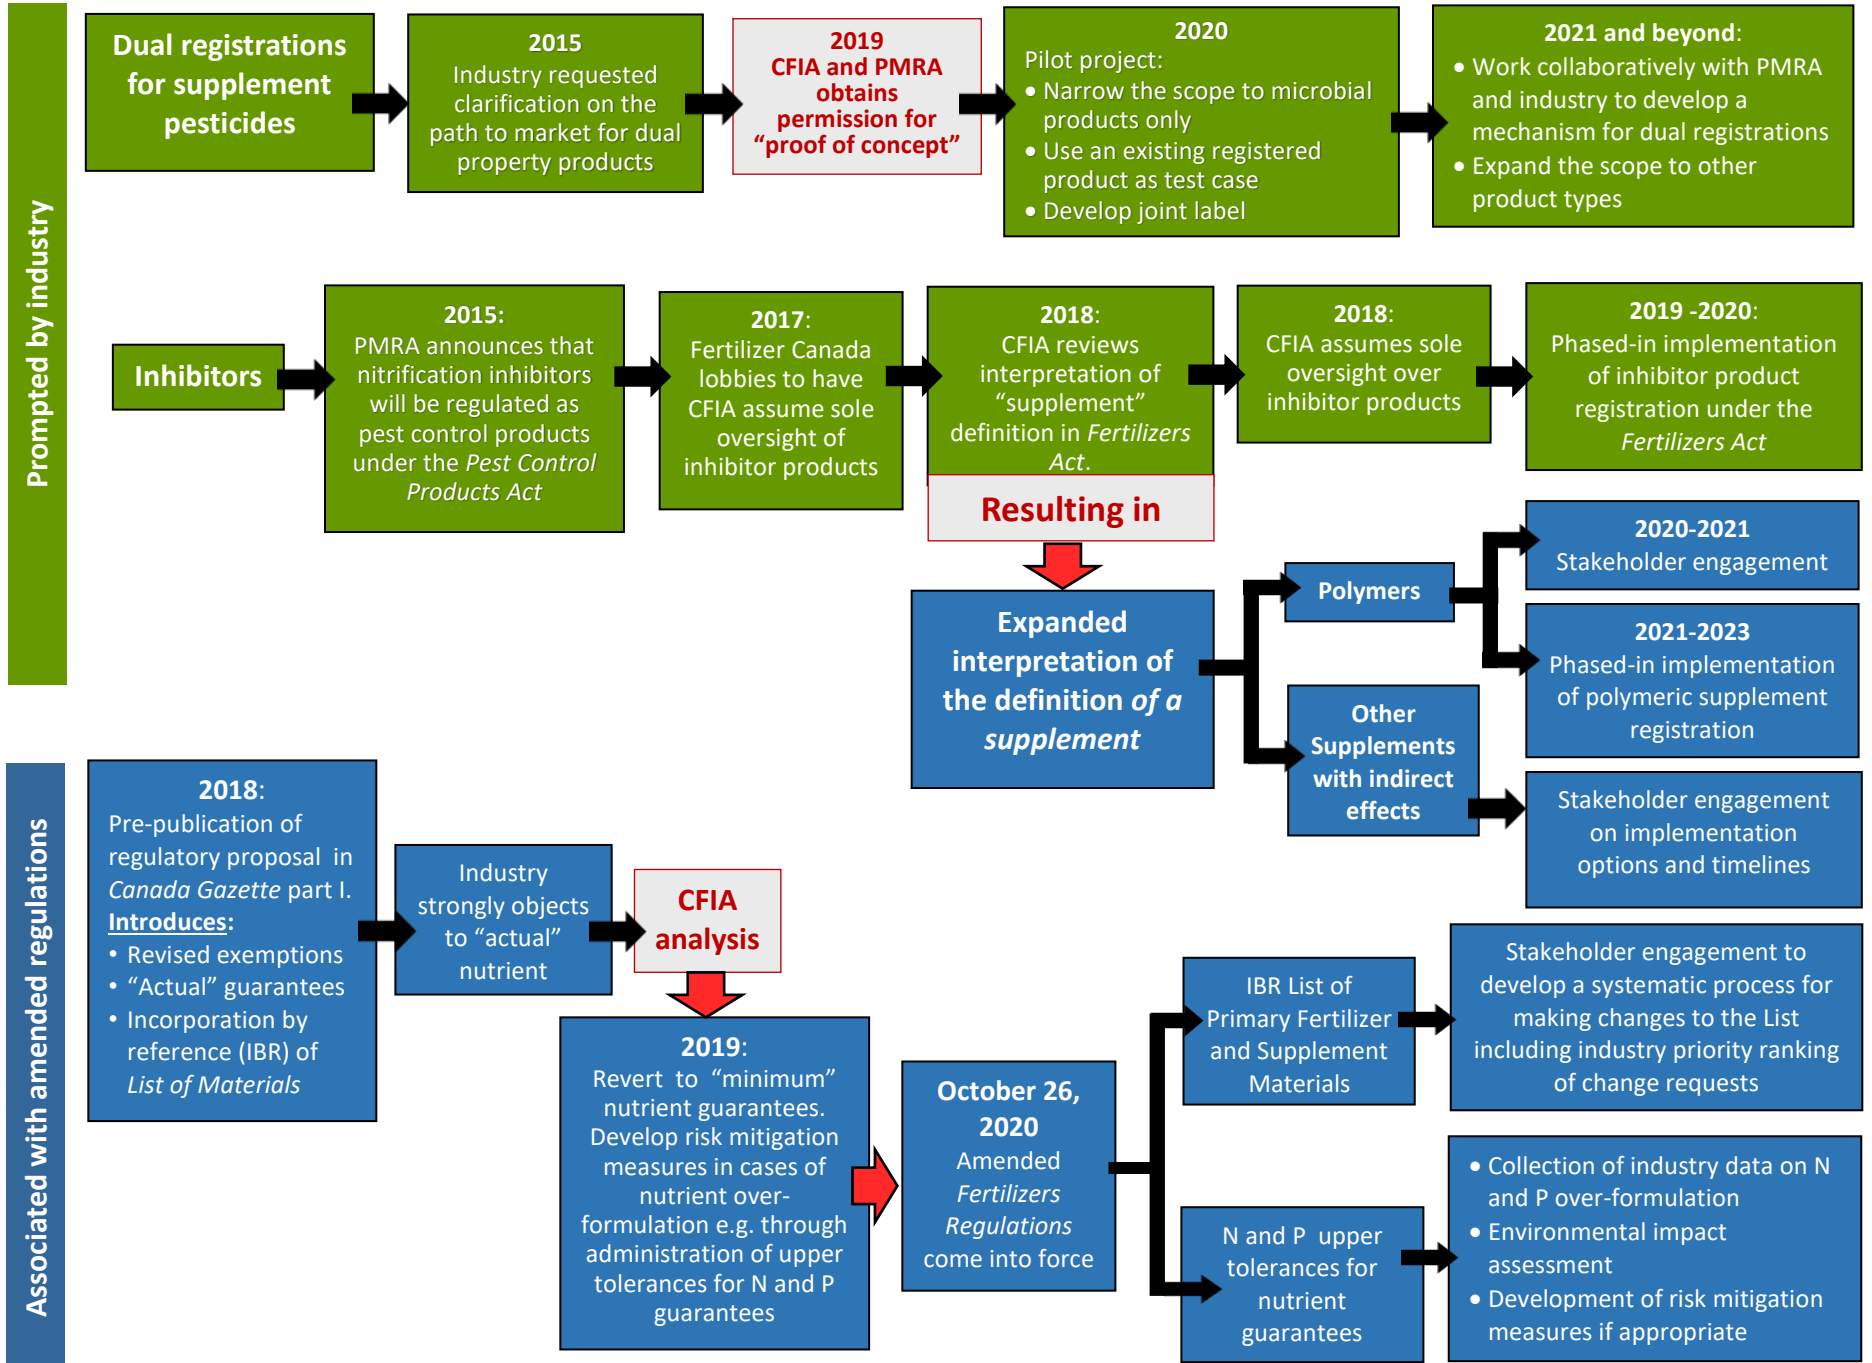 Prompted by industry
Dual registrations
for supplement
pesticides
2015
Industry requested
clarification on the
path to market for dual
property products
2019
CFIA and PMRA
obtains
permission for
“proof of concept”
2020
Pilot project:
• Narrow the scope to microbial
products only
• Use an existing registered
product as test case
• Develop joint label
2021 and beyond:
• Work collaboratively with PMRA
and industry to develop a
mechanism for dual registrations
• Expand the scope to other
product types
Inhibitors
2015:
PMRA announces that
nitrification inhibitors
will be regulated as
pest control products
under the Pest Control
Products Act
2017:
Fertilizer Canada
lobbies to have
CFIA assume sole
oversight of
inhibitor products
2018:
CFIA reviews
interpretation of
“supplement”
definition in Fertilizers
Act.
2018:
CFIA assumes sole
oversight over
inhibitor products
2019 -2020:
Phased-in implementation
of inhibitor product
registration under the
Fertilizers Act
Resulting in
Expanded
interpretation of
the definition of a
supplement
Polymers
2020-2021
Stakeholder engagement
2021-2023
Phased-in implementation
of polymeric supplement
registration
Other
Supplements
with indirect
effects
Stakeholder engagement
on implementation
options and timelines
Associated with amended regulations
2018:
Pre-publication of
regulatory proposal in
Canada Gazette part I.
Introduces:
• Revised exemptions
• “Actual” guarantees
• Incorporation by
reference (IBR) of
List of Materials
Industry
strongly objects
to “actual”
nutrient
CFIA
analysis
2019:
Revert to “minimum”
nutrient guarantees.
Develop risk mitigation
measures in cases of
nutrient over-
formulation e.g. through
administration of upper
tolerances for N and P
guarantees
October 26,
2020
Amended
Fertilizers
Regulations
come into force
IBR List of
Primary Fertilizer
and Supplement
Materials
Stakeholder engagement to
develop a systematic process for
making changes to the List
including industry priority ranking
of change requests
N and P upper
tolerances for
nutrient
guarantees
• Collection of industry data on N
and P over-formulation
• Environmental impact
assessment
• Development of risk mitigation
measures if appropriate